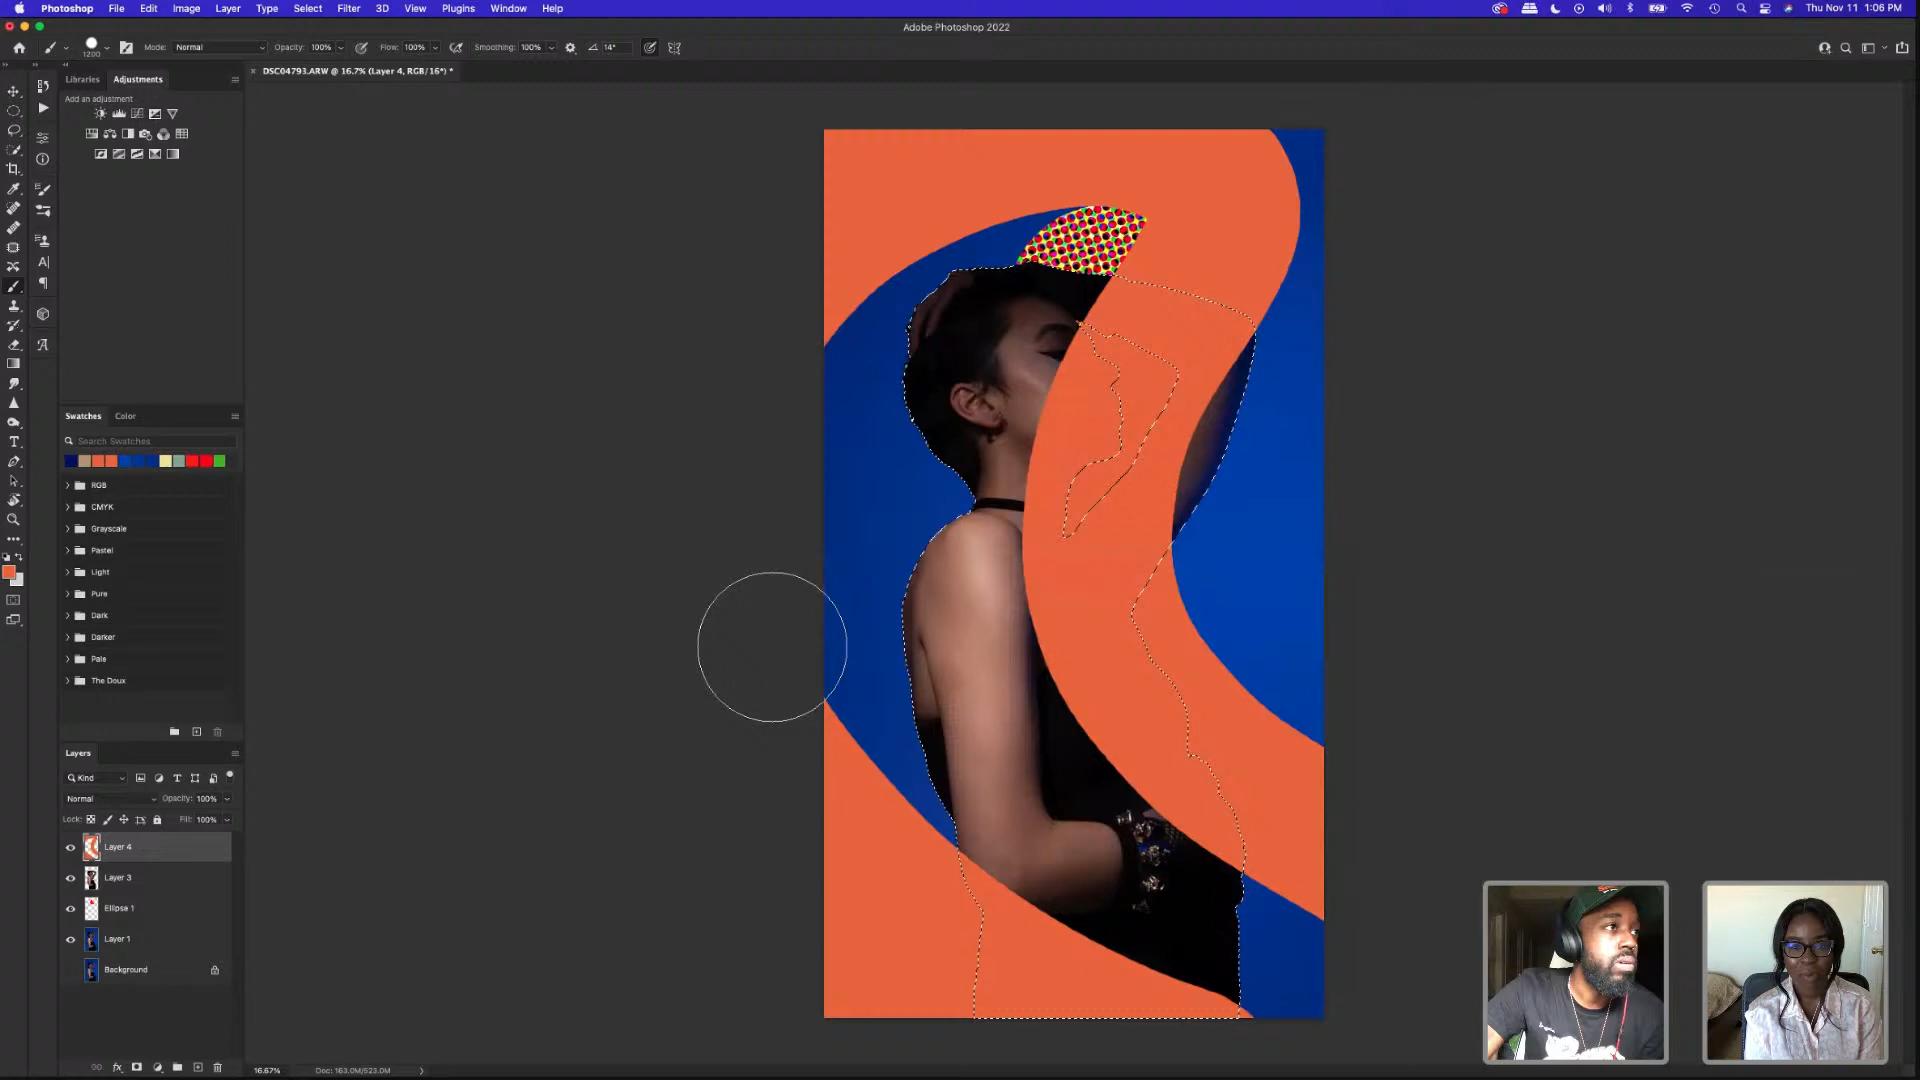 Photoshop File Edit Image Layer Type Select Filter 3D View Plugins Window Help
Thu Nov 11 1:06 PM
Adobe Photoshop 2022
1200
Mode: Normal Opacity: 100% Flow: 100% Smoothing: 100% 14°
DSC04793.ARW @ 16.7% (Layer 4, RGB/16*) *
Libraries Adjustments
Add an adjustment
Swatches Color
Search Swatches
RGB
CMYK
Grayscale
Pastel
Light
Pure
Dark
Darker
Pale
The Doux
Layers
Kind
Normal Opacity: 100%
Lock: Fill: 100%
Layer 4
Layer 3
Ellipse 1
Layer 1
Background
16.67% Doc: 163.0M/523.0M